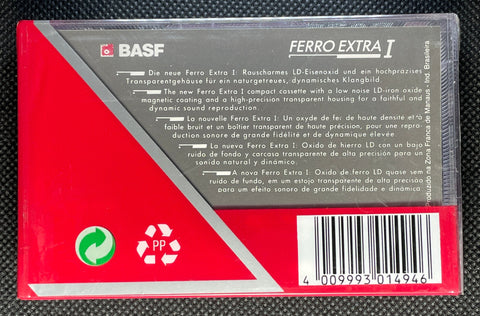 BASF
FERRO EXTRA I
Die neue Ferro Extra I: Rauscharmes LD-Eisenoxid und ein hochpräzises
Transparentgehäuse für ein naturgetreues, dynamisches Klangbild.
The new Ferro Extra I compact cassette with a low noise LD-iron oxide
magnetic coating and a high-precision transparent housing for a faithful and
dynamic sound reproduction.
La nouvelle Ferro Extra I: Un oxyde de fer de haute densité et à
faible bruit et un boîtier transparent de haute précision, pour une repro-
duction sonore de grande fidélité et de dynamique élevée
La nueva Ferro Extra I: Oxido de hierro LD con un bajo
ruido de fondo y carcasa transparente de alta precisión para un
sonido natural y dinámico.
A nova Ferro Extra I: Oxido de ferro LD quase sem
ruido de fundo, em um estojo transparente de alta precisão
para um efeito sonoro de grande fidelidade e dinâmica.
Produzido na Zona Franca de Manaus - Ind. Brasileira
PP
4 009993 014946